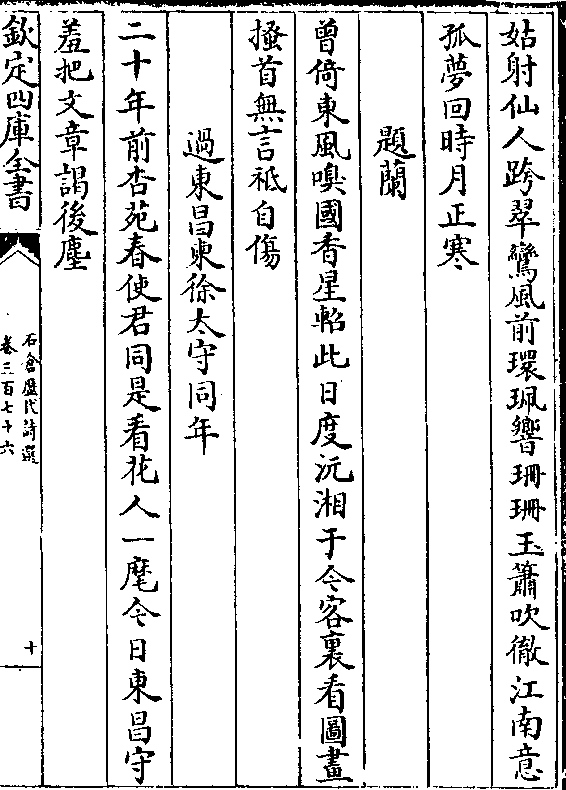 姑射仙人跨翠鸞風前環珮響珊珊玉簫吹徹江南意
孤夢回時月正寒
題蘭
曾倚東風嗅國香星軺此日度沅湘于今客裏看圖畫
搔首無言祗自傷
過東昌柬徐太守同年
二十年前杏苑春使君同是看花人一麾今日東昌守
羞把文章謁後塵
欽定四庫全書
石倉歷代詩選
卷三百七十六
十